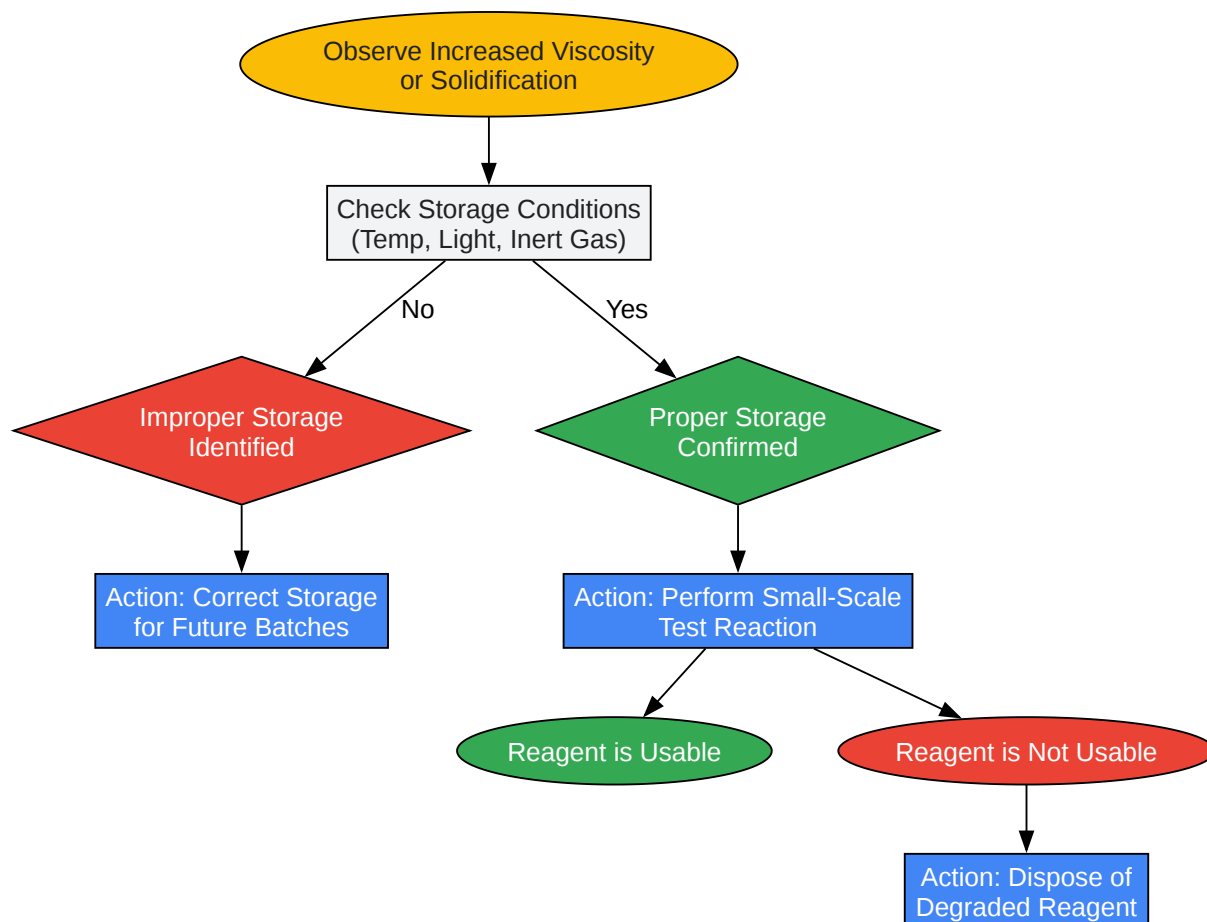 Observe Increased Viscosity
or Solidification
Check Storage Conditions
(Temp, Light, Inert Gas)
No
Yes
Improper Storage
Identified
Proper Storage
Confirmed
Action: Correct Storage
for Future Batches
Action: Perform Small-Scale
Test Reaction
Reagent is Usable
Reagent is Not Usable
Action: Dispose of
Degraded Reagent